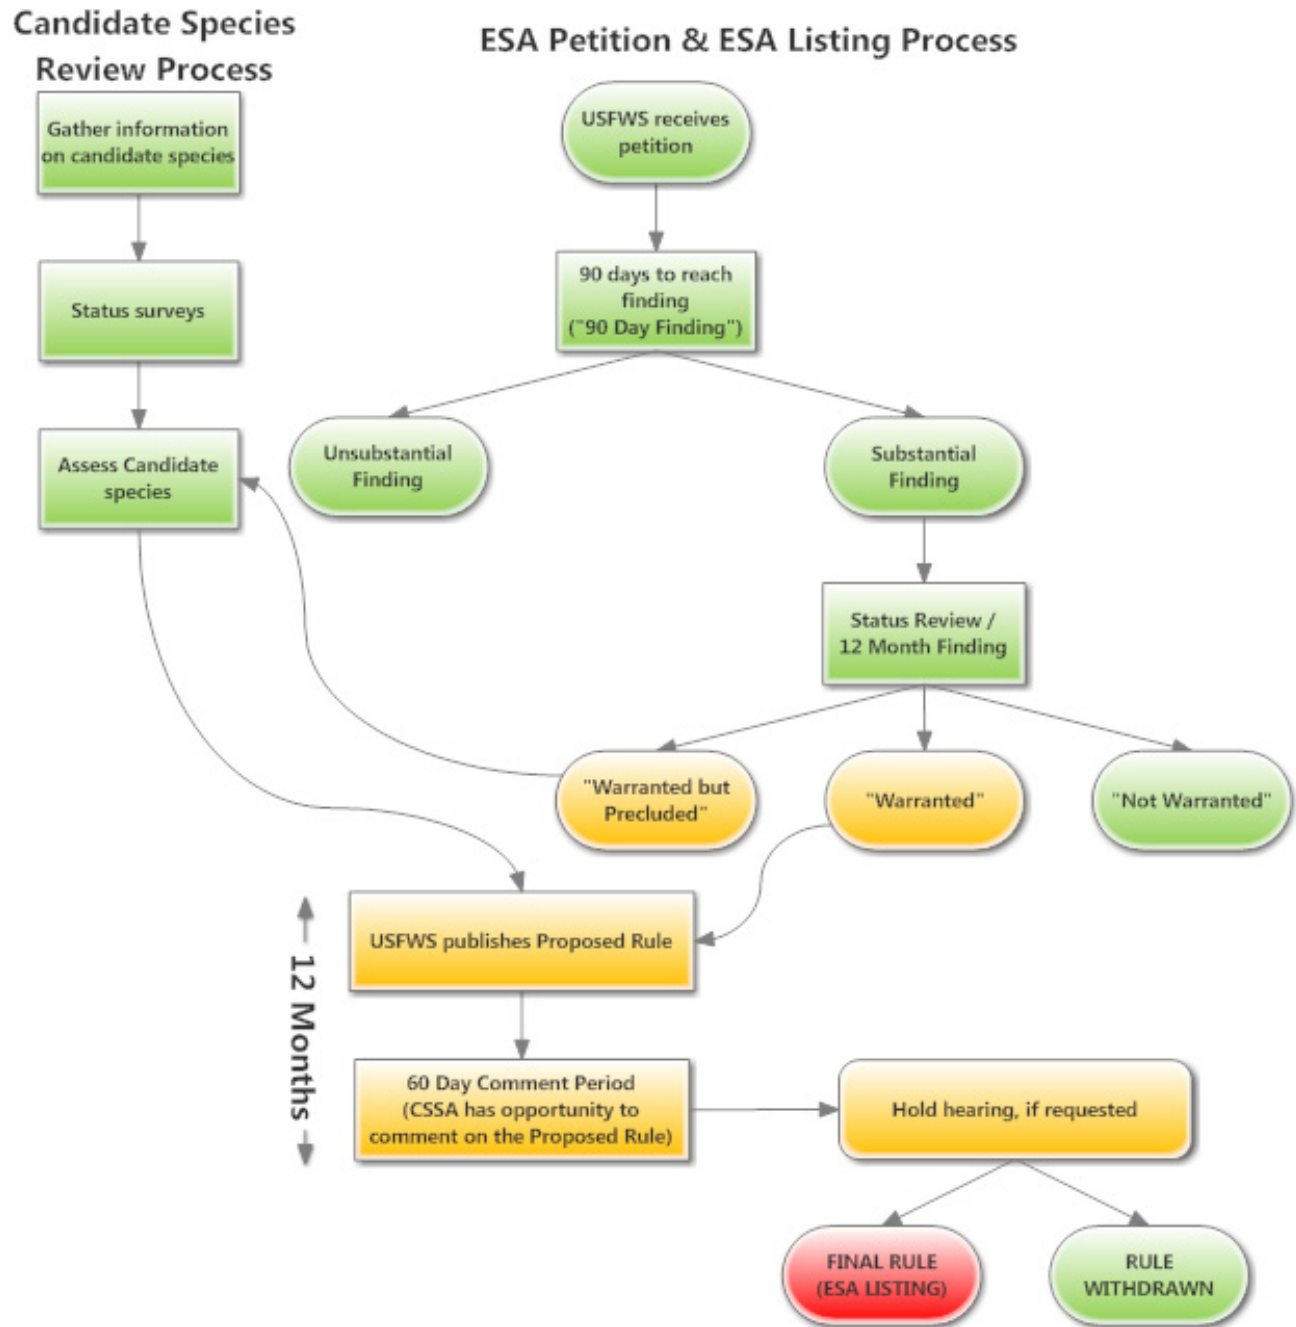 Candidate Species
Review Process
ESA Petition & ESA Listing Process
Gather information
on candidate species
USFWS receives
petition
Status surveys
90 days to reach
finding
("90 Day Finding")
Assess Candidate
species
Unsubstantial
Finding
Substantial
Finding
Status Review /
12 Month Finding
"Warranted but
Precluded"
"Warranted"
"Not Warranted"
12 Months
USFWS publishes Proposed Rule
60 Day Comment Period
(CSSA has opportunity to
comment on the Proposed Rule)
Hold hearing, if requested
FINAL RULE
(ESA LISTING)
RULE
WITHDRAWN